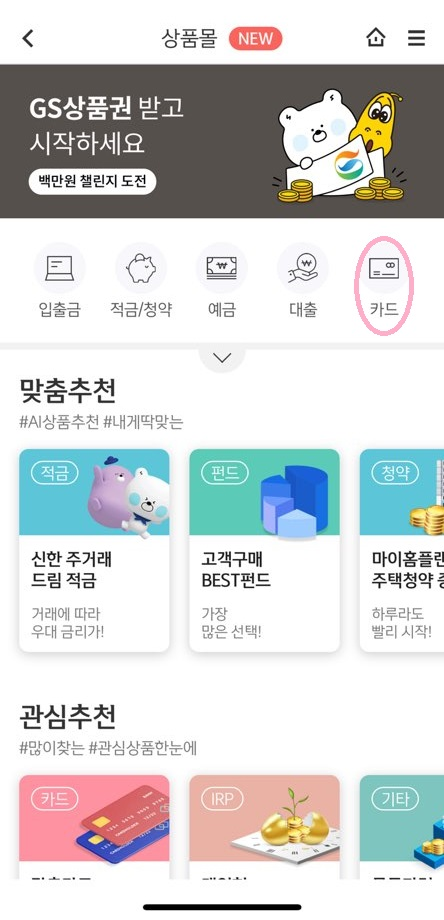 상품몰 NEW
GS상품권 받고
시작하세요
백만원 챌린지 도전
입출금 적금/청약 예금 대출 카드
맞춤추천
#AI상품추천 #내게딱맞는
적금 펀드 청약
신한 주거래 고객구매 마이홈플랜
드림 적금 BEST펀드 주택청약
거래에 따라 가장 하루라도
우대 금리가! 많은 선택! 빨리 시작!
관심추천
#많이찾는 #관심상품한눈에
카드 IRP 기타